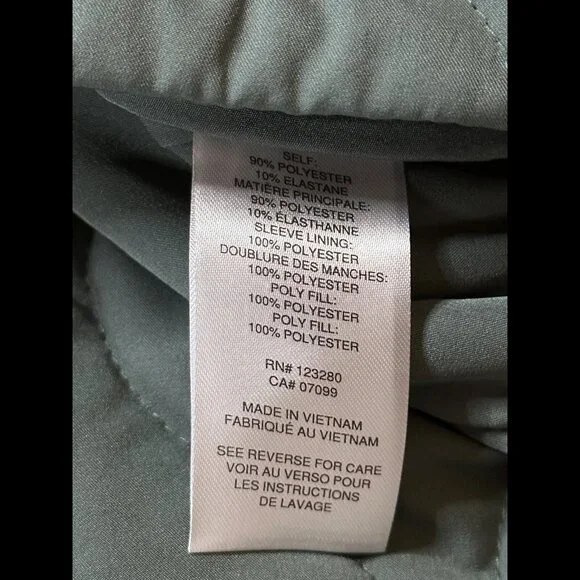 SELF:
90% POLYESTER
10% ELASTANE
MATIÈRE PRINCIPALE:
90% POLYESTER
10% ÉLASTHANNE
SLEEVE LINING:
100% POLYESTER
DOUBLURE DES MANCHES:
100% POLYESTER
POLY FILL:
100% POLYESTER
POLY FILL:
100% POLYESTER
RN# 123280
CA# 07099
MADE IN VIETNAM
FABRIQUÉ AU VIETNAM
SEE REVERSE FOR CARE
VOIR AU VERSO POUR
LES INSTRUCTIONS
DE LAVAGE